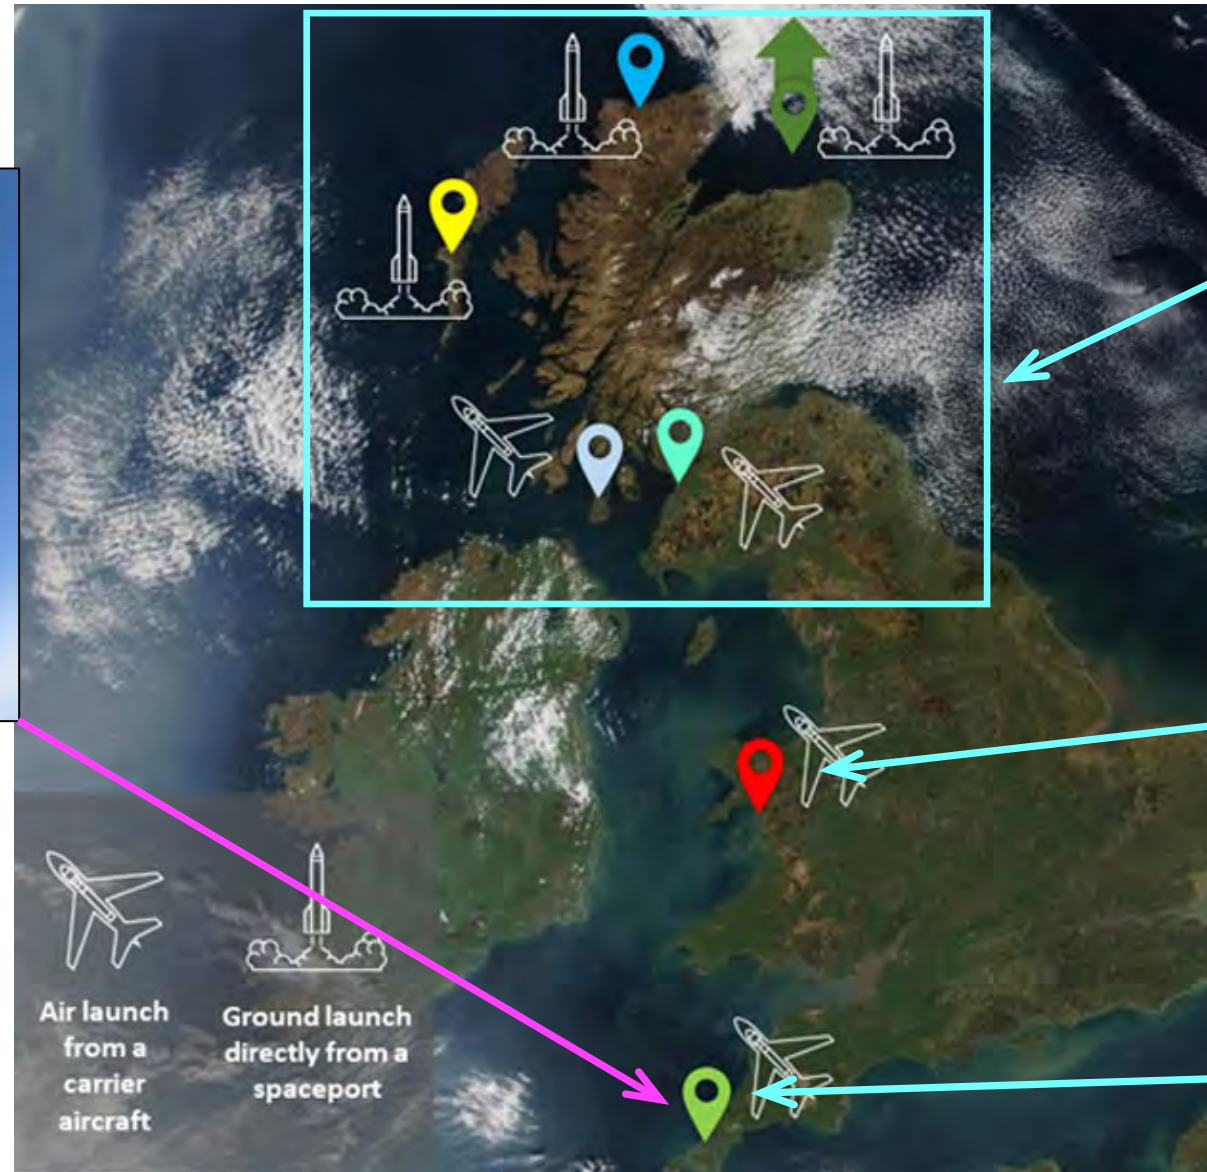 Air launch
from a
carrier
aircraft
Ground launch
directly from a
spaceport